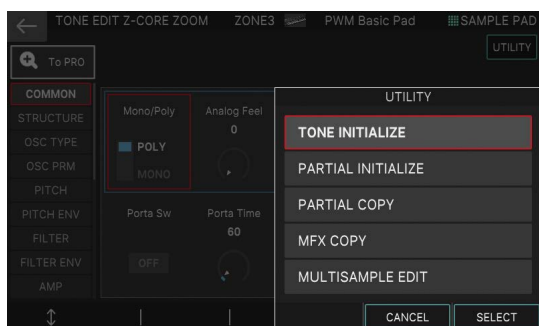 TONE EDIT Z-CORE ZOOM ZONE3 PWM Basic Pad SAMPLE PAD
UTILITY
To PRO
COMMON
STRUCTURE
OSC TYPE
OSC PRM
PITCH
PITCH ENV
FILTER
FILTER ENV
AMP
Mono/Poly
POLY
MONO
Analog Feel
0
Porta Sw
OFF
Porta Time
60
UTILITY
TONE INITIALIZE
PARTIAL INITIALIZE
PARTIAL COPY
MFX COPY
MULTISAMPLE EDIT
CANCEL SELECT